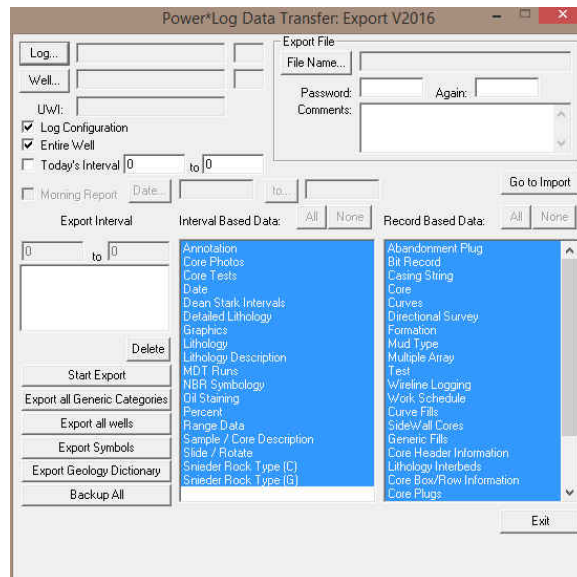 Power*Log Data Transfer: Export V2016
Log...
Well...
UWI:
Log Configuration
Entire Well
Today's Interval 0 to 0
Morning Report Date... to...
Export File
File Name...
Password: Again:
Comments:
Go to Import
Export Interval
0 to 0
Delete
Start Export
Export all Generic Categories
Export all wells
Export Symbols
Export Geology Dictionary
Backup All
Interval Based Data: All None
Annotation
Core Photos
Core Tests
Date
Dean Stark Intervals
Detailed Lithology
Graphics
Lithology
Lithology Description
MDT Runs
NBR Symbology
Oil Staining
Percent
Range Data
Sample / Core Description
Slide / Rotate
Snieder Rock Type (C)
Snieder Rock Type (G)
Record Based Data: All None
Abandonment Plug
Bit Record
Casing String
Core
Curves
Directional Survey
Formation
Mud Type
Multiple Array
Test
Wireline Logging
Work Schedule
Curve Fills
SideWall Cores
Generic Fills
Core Header Information
Lithology Interbeds
Core Box/Row Information
Core Plugs
Exit